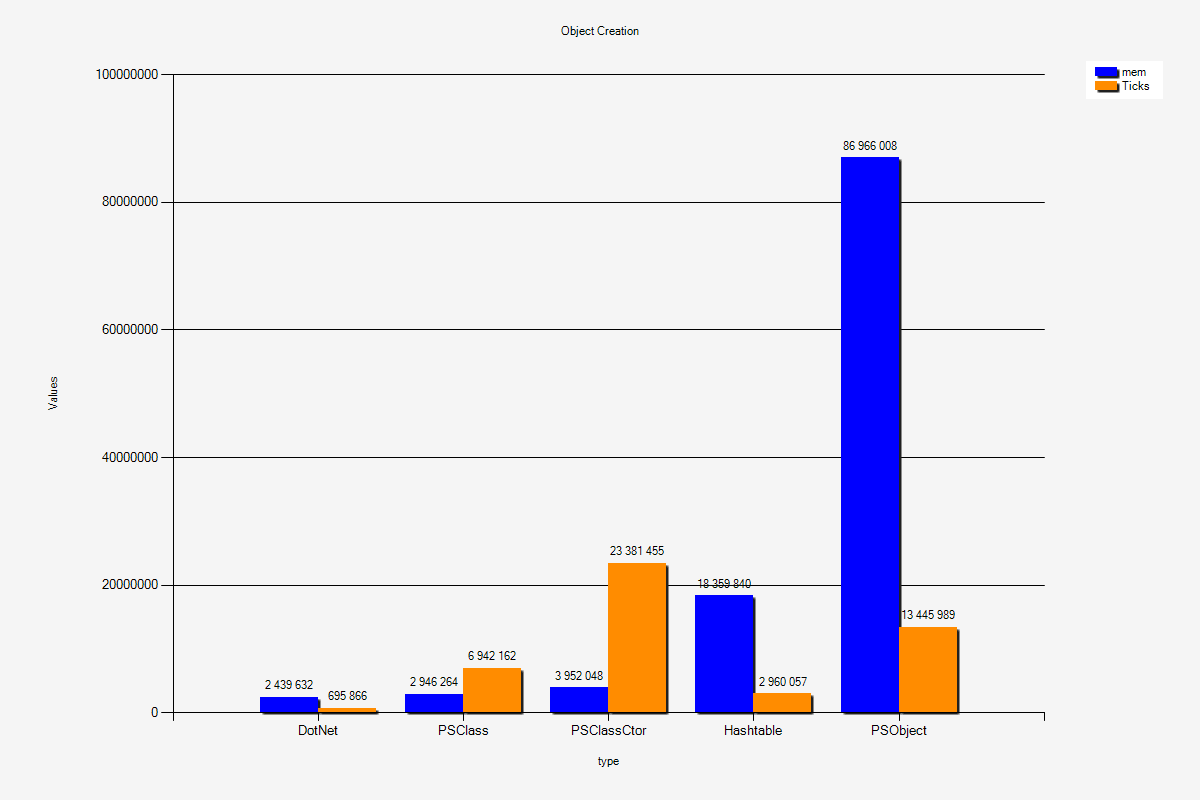 Object Creation
mem
Ticks
100000000
80000000
60000000
40000000
20000000
0
Values
2 439 632
695 866
2 946 264
6 942 162
3 952 048
23 381 455
18 359 840
2 960 057
86 966 008
13 445 989
DotNet
PSClass
PSClassCtor
Hashtable
PSObject
type